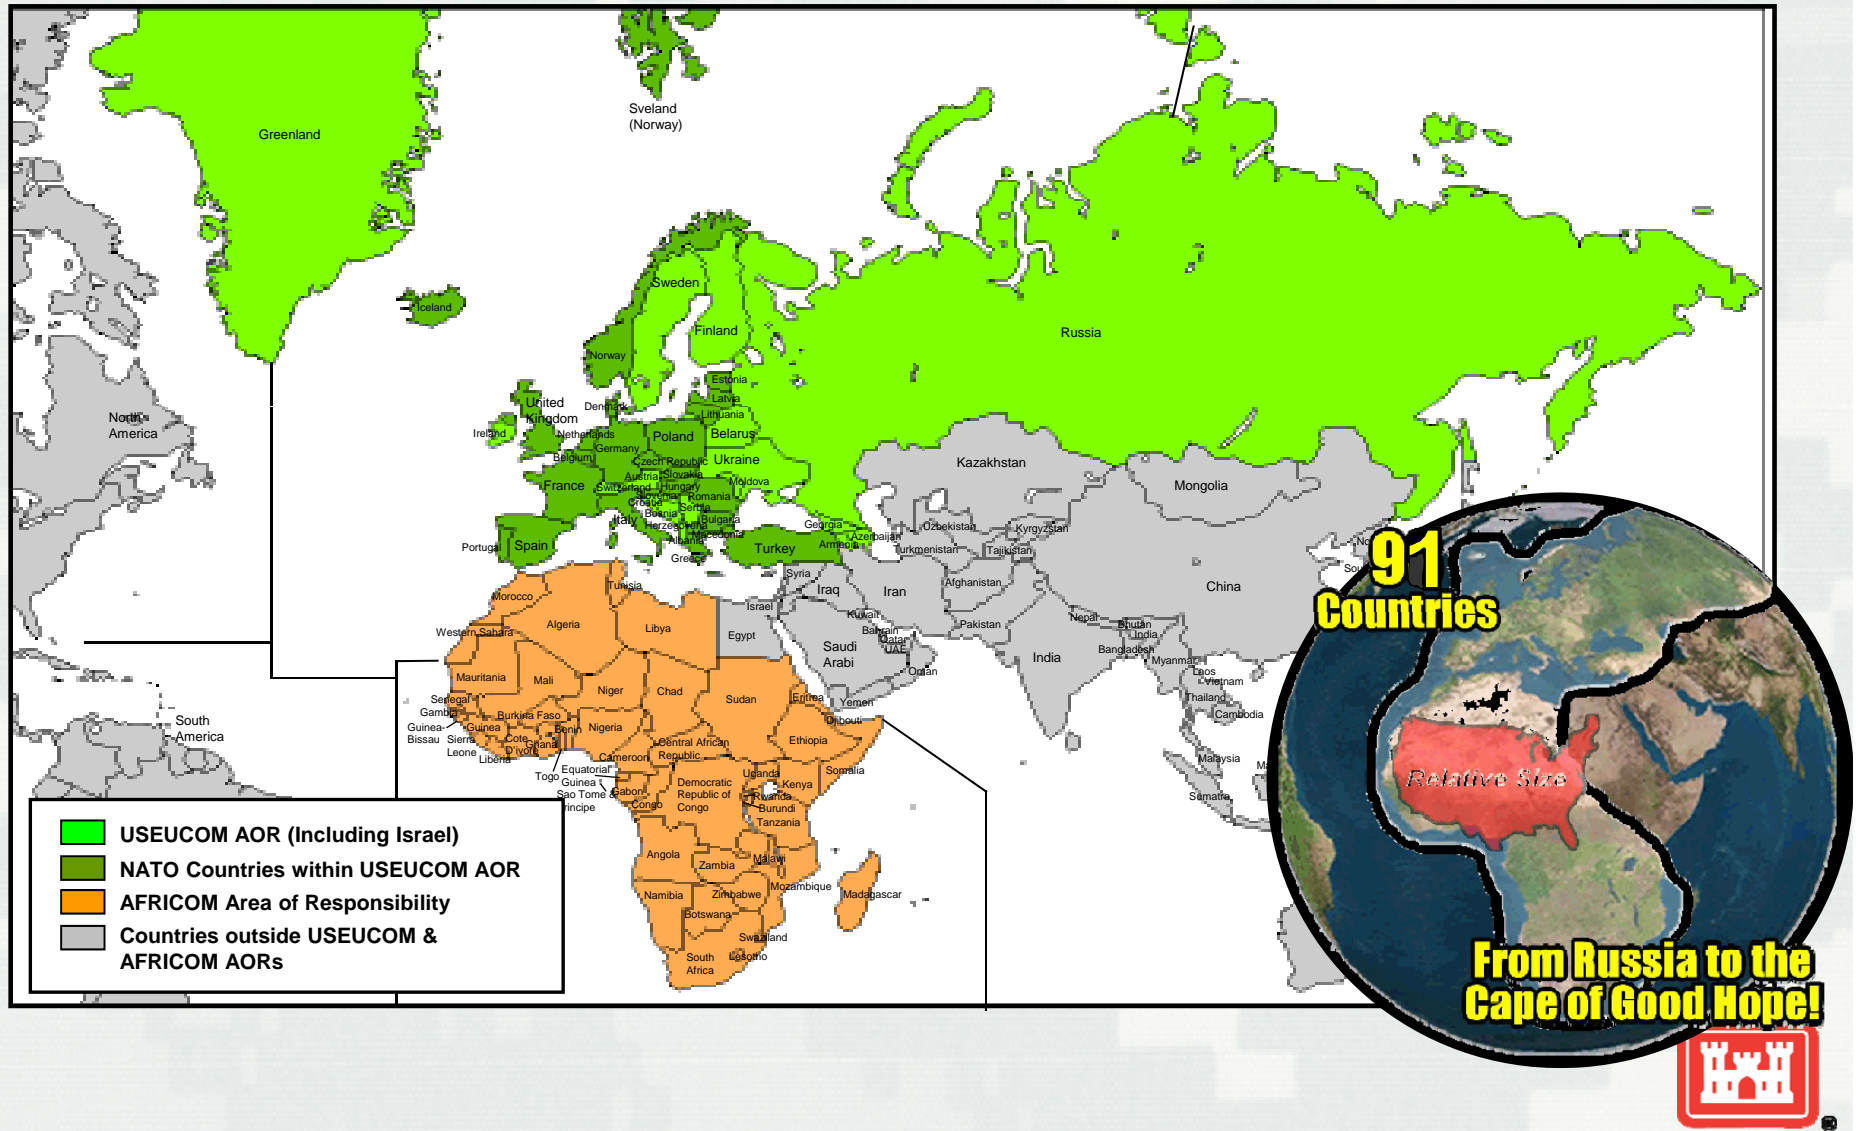 Greenland
Sveland
(Norway)
Iceland
Sweden
Finland
Norway
Russia
Estonia
Latvia
Lithuania
United
Kingdom
Denmark
Ireland
Netherlands
Poland
Belarus
Germany
Belgium
Czech Republic
Ukraine
France
Austria
Slovakia
Switzerland
Hungary
Moldova
Slovenia
Romania
Croatia
Serbia
Bosnia
Herzegovena
Bulgaria
Italy
Macedonia
Albania
Portugal
Spain
Greece
Turkey
Georgia
Armenia
Azerbaijan
North
America
Kazakhstan
Mongolia
Uzbekistan
Kyrgyzstan
Turkmenistan
Tajikistan
Afghanistan
China
Syria
Iraq
Iran
Israel
Kuwait
Pakistan
Nepal
Bhutan
India
Bahrain
Qatar
UAE
Bangladesh
Egypt
Saudi
Arabi
Oman
India
Myanmar
Laos
Vietnam
Thailand
Cambodia
Yemen
Malaysia
Sumatra
Tunisia
Morocco
Algeria
Libya
Western Sahara
Mauritania
Mali
Niger
Chad
Sudan
Eritrea
Djibouti
Senegal
Gambia
Guinea-
Bissau
Guinea
Sierra
Leone
Liberia
Burkina Faso
Cote
D'ivore
Ghana
Benin
Togo
Nigeria
Cameroon
Central African
Republic
Ethiopia
Somalia
Equatorial
Guinea
Sao Tome &
rincipe
Gabon
Congo
Democratic
Republic of
Congo
Uganda
Kenya
Rwanda
Burundi
Tanzania
Angola
Zambia
Malawi
Mozambique
Madagascar
Namibia
Zimbabwe
Botswana
Swaziland
South
Africa
Lesotho
South
America
USEUCOM AOR (Including Israel)
NATO Countries within USEUCOM AOR
AFRICOM Area of Responsibility
Countries outside USEUCOM &
AFRICOM AORs
91
Countries
Relative Size
From Russia to the
Cape of Good Hope!